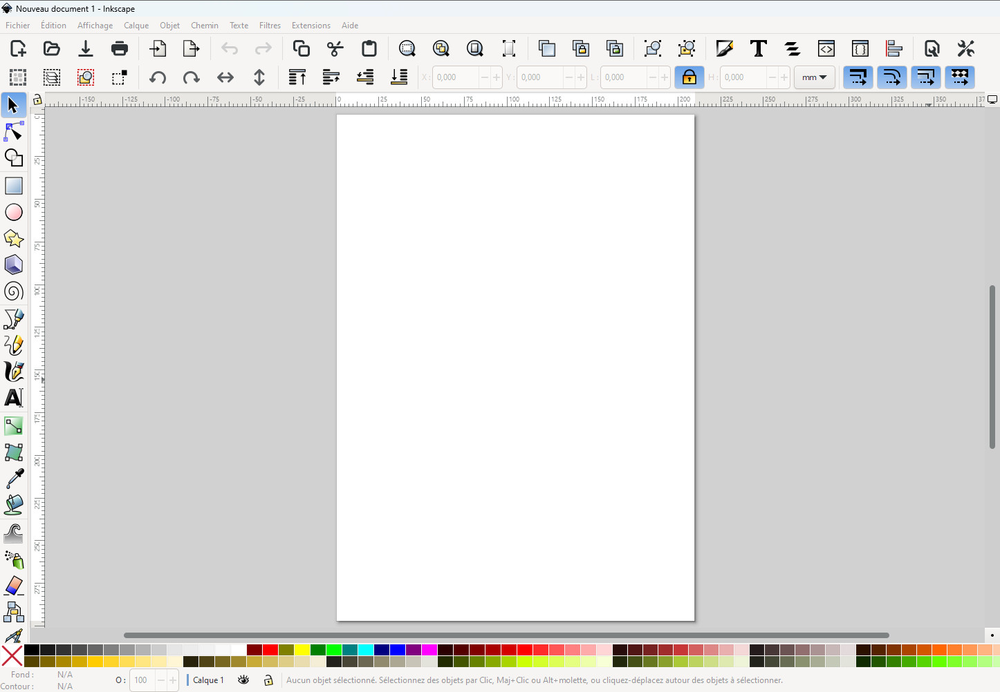 Nouveau document 1 - Inkscape
Fichier Édition Affichage Calque Objet Chemin Texte Filtres Extensions Aide
X : 0,000 Y : 0,000 L : 0,000 H : 0,000 mm
-150 -125 -100 -75 -50 -25 0 25 50 75 100 125 150 175 200 225 250 275 300 325 350 37
0
25
50
75
100
125
150
175
200
225
250
275
Fond : N/A
Contour : N/A
O : 100 Calque 1 Aucun objet sélectionné. Sélectionnez des objets par Clic, Maj+Clic ou Alt+molette, ou cliquez-déplacez autour des objets à sélectionner.